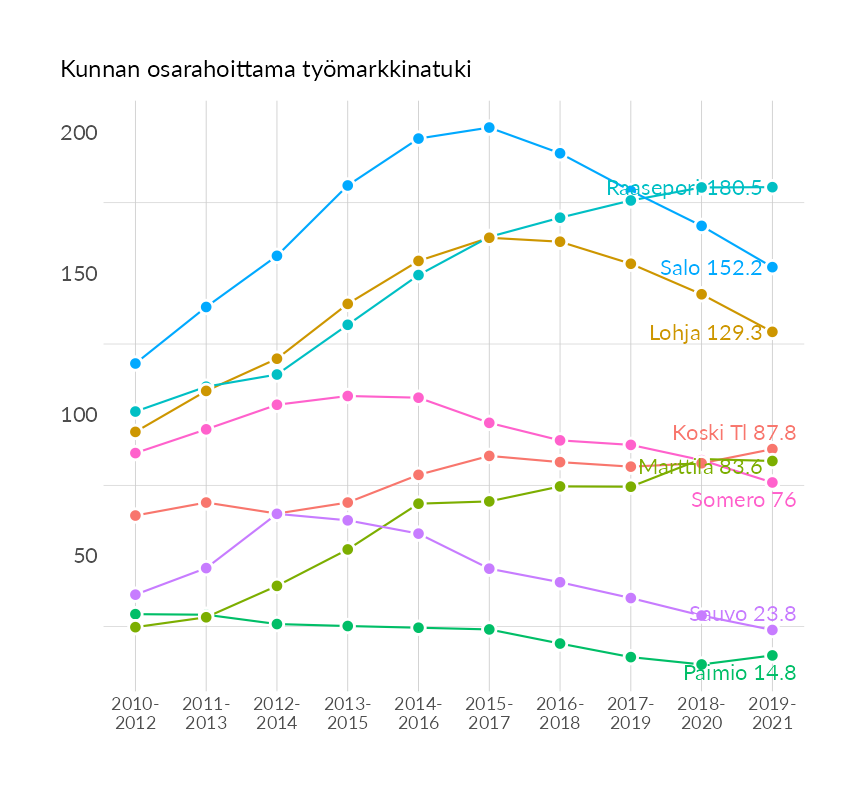 Kunnan osarahoittama työmarkkinatuki
200
Raasepori 180.5
150
Salo 152.2
Lohja 129.3
100
Koski Tl 87.8
Marttila 83.6
Somero 76
50
Sauvo 23.8
Paimio 14.8
2010- 2011- 2012- 2013- 2014- 2015- 2016- 2017- 2018- 2019-
2012 2013 2014 2015 2016 2017 2018 2019 2020 2021